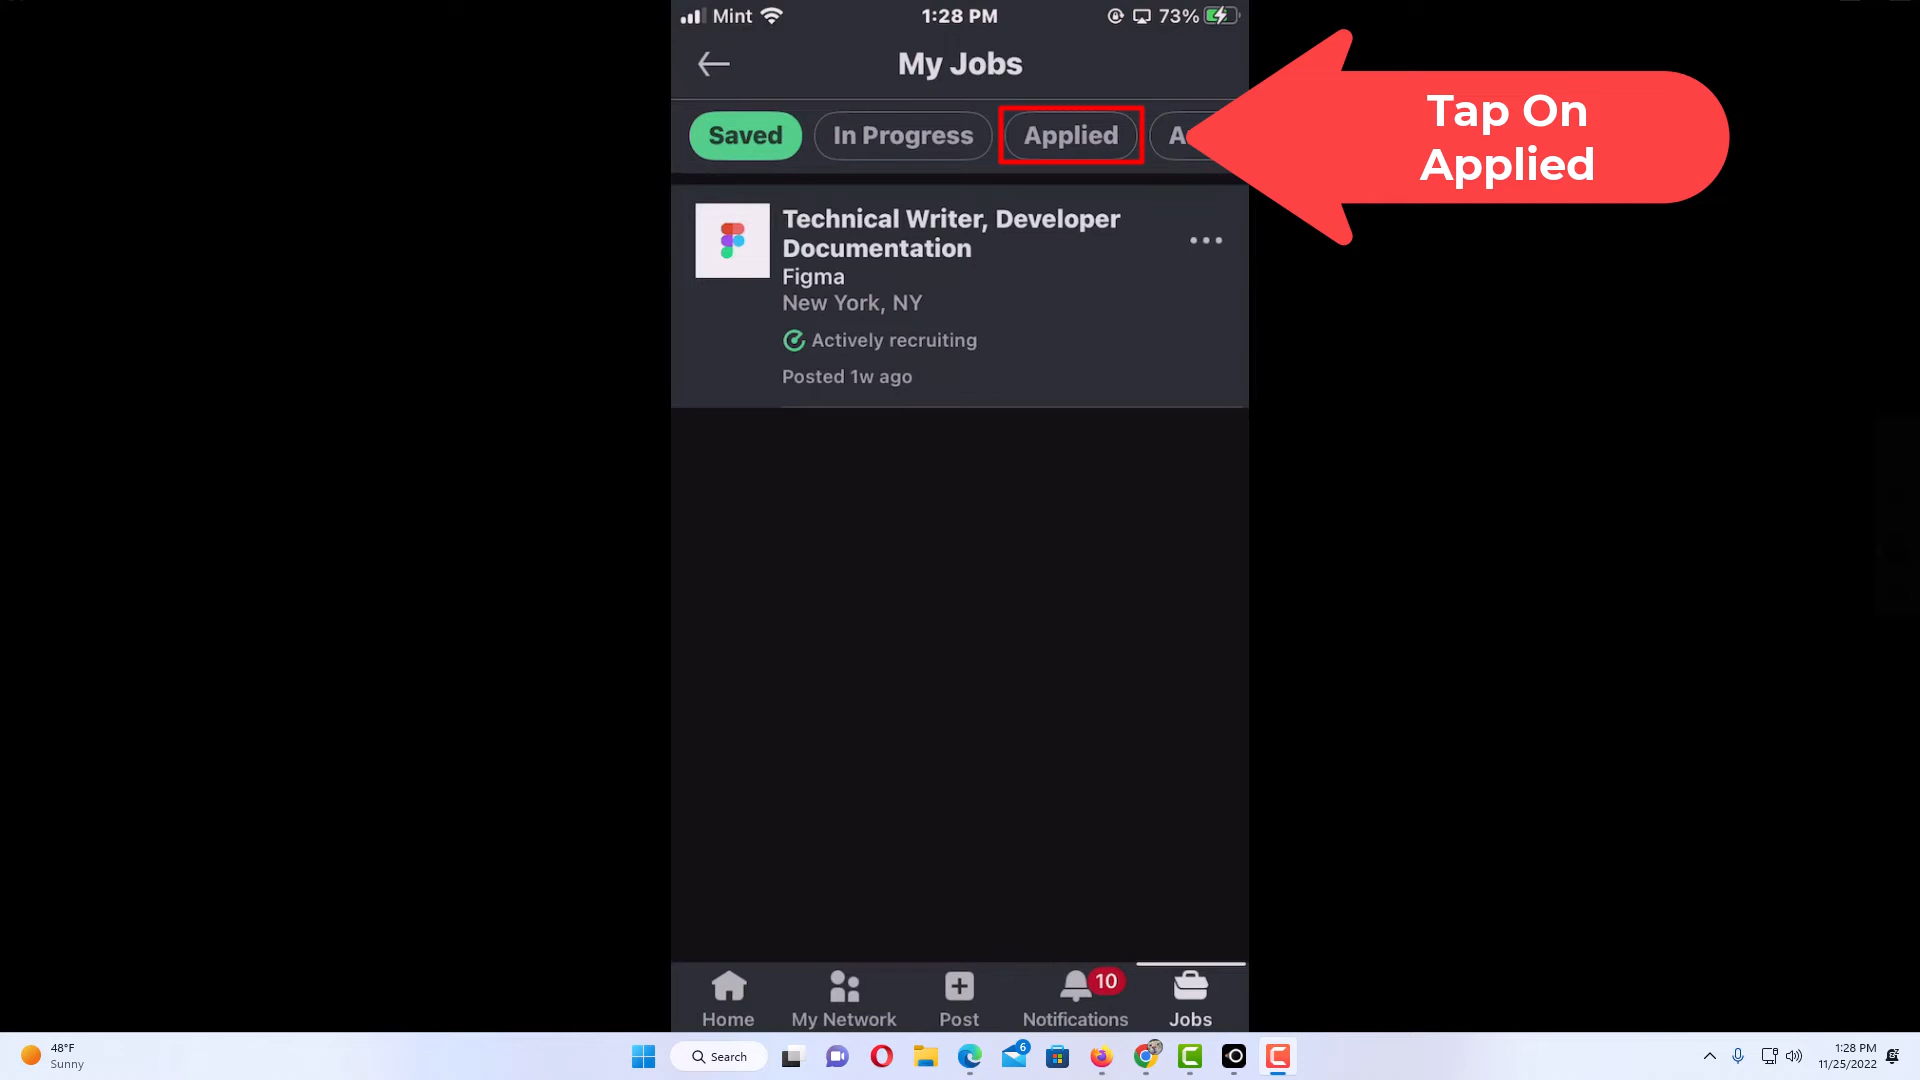 Mint
1:28 PM
73%
My Jobs
Saved
In Progress
Applied
Tap On
Applied
Technical Writer, Developer
Documentation
Figma
New York, NY
Actively recruiting
Posted 1w ago
Home
My Network
Post
10
Notifications
Jobs
48°F
Sunny
Search
6
1:28 PM
11/25/2022